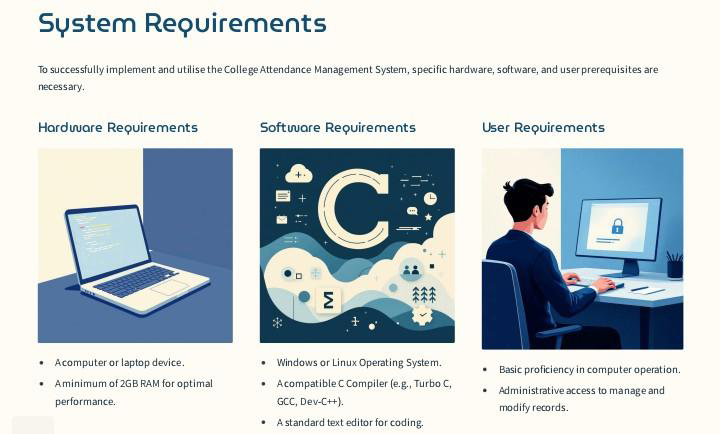 System Requirements
To successfully implement and utilise the College Attendance Management System, specific hardware, software, and user prerequisites are
necessary.
Hardware Requirements
A computer or laptop device.
A minimum of 2GB RAM for optimal
performance.
Software Requirements
C
Σ
Windows or Linux Operating System.
A compatible C Compiler (e.g., Turbo C,
GCC, Dev-C++).
A standard text editor for coding.
User Requirements
Basic proficiency in computer operation.
Administrative access to manage and
modify records.